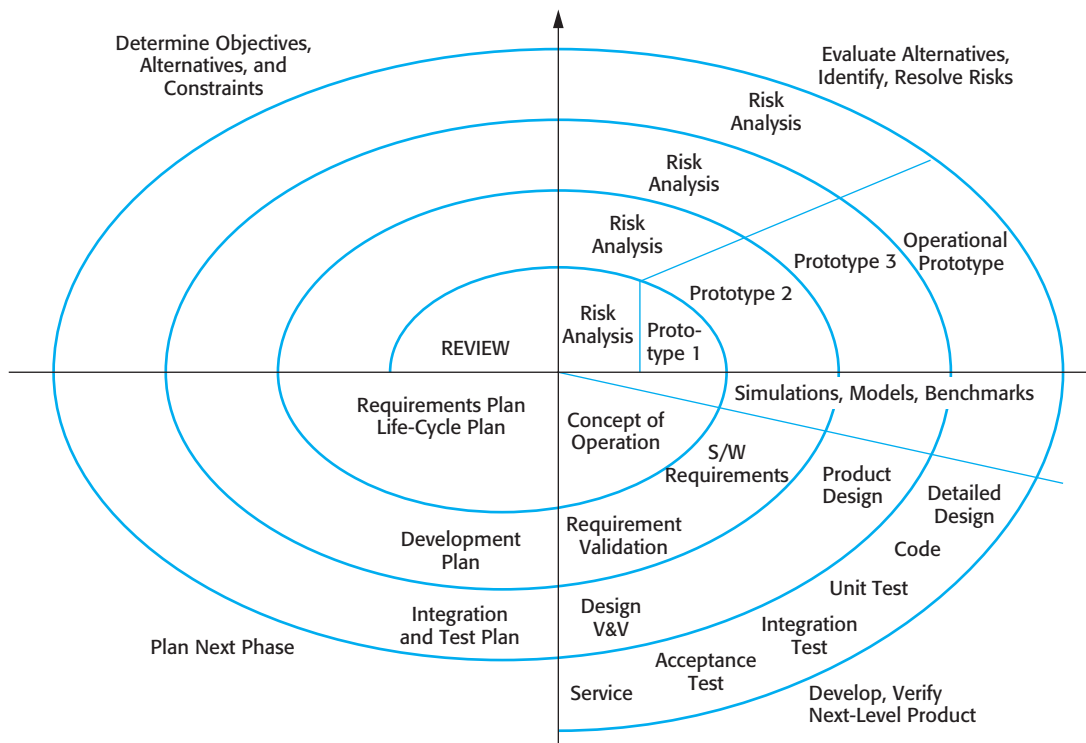 Determine Objectives,
Alternatives, and
Constraints
Evaluate Alternatives,
Identify, Resolve Risks
Risk
Analysis
Risk
Analysis
Risk
Analysis
Operational
Prototype
Prototype 3
Prototype 2
Risk
Analysis
Proto-
type 1
REVIEW
Requirements Plan
Life-Cycle Plan
Concept of
Operation
Simulations, Models, Benchmarks
S/W
Requirements
Product
Design
Detailed
Design
Development
Plan
Requirement
Validation
Code
Unit Test
Integration
and Test Plan
Design
V&V
Integration
Test
Acceptance
Test
Service
Plan Next Phase
Develop, Verify
Next-Level Product